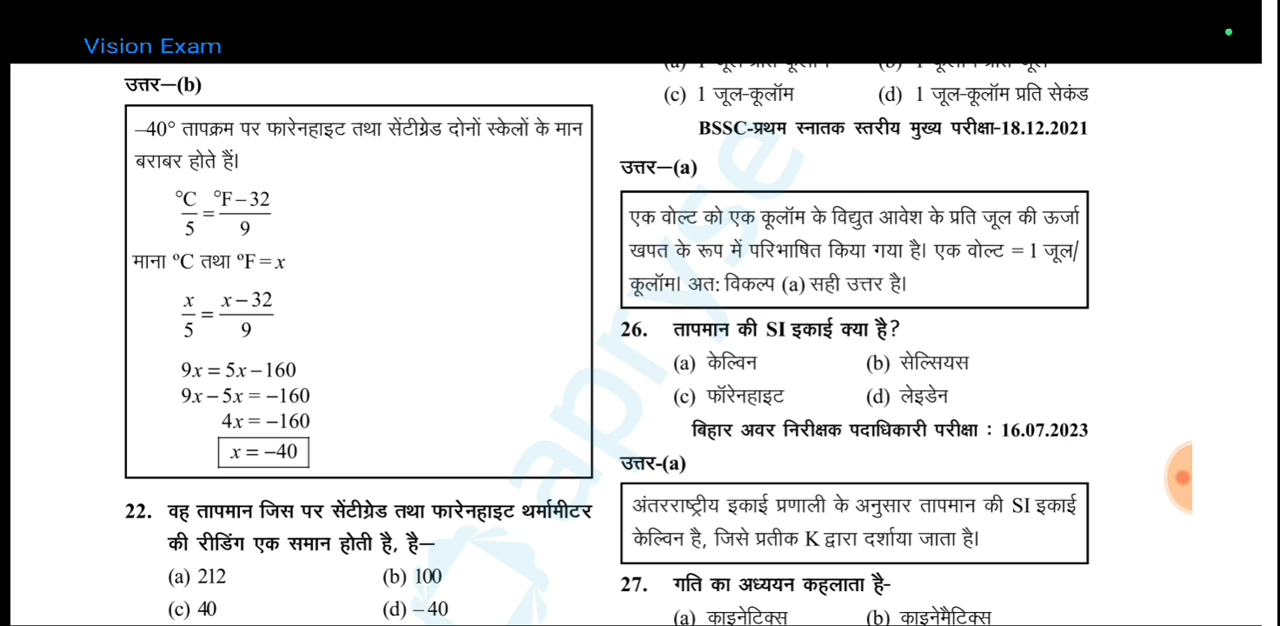 Vision Exam
उत्तर—(b)
–40° तापक्रम पर फारेनहाइट तथा सेंटीग्रेड दोनों स्केलों के मान
बराबर होते हैं।
°C/5 = °F – 32/9
माना °C तथा °F = x
x/5 = x – 32/9
9x = 5x – 160
9x – 5x = –160
4x = –160
x = –40
22. वह तापमान जिस पर सेंटीग्रेड तथा फारेनहाइट थर्मामीटर
की रीडिंग एक समान होती है, है—
(a) 212 (b) 100
(c) 40 (d) – 40
(c) 1 जूल-कूलॉम (d) 1 जूल-कूलॉम प्रति सेकंड
BSSC-प्रथम स्नातक स्तरीय मुख्य परीक्षा-18.12.2021
उत्तर—(a)
एक वोल्ट को एक कूलॉम के विद्युत आवेश के प्रति जूल की ऊर्जा
खपत के रूप में परिभाषित किया गया है। एक वोल्ट = 1 जूल/
कूलॉम। अत: विकल्प (a) सही उत्तर है।
26. तापमान की SI इकाई क्या है?
(a) केल्विन (b) सेल्सियस
(c) फॉरेनहाइट (d) लेइडेन
बिहार अवर निरीक्षक पदाधिकारी परीक्षा : 16.07.2023
उत्तर-(a)
अंतरराष्ट्रीय इकाई प्रणाली के अनुसार तापमान की SI इकाई
केल्विन है, जिसे प्रतीक K द्वारा दर्शाया जाता है।
27. गति का अध्ययन कहलाता है-
(a) काइनेटिक्स (b) काइनेमैटिक्स
apryse